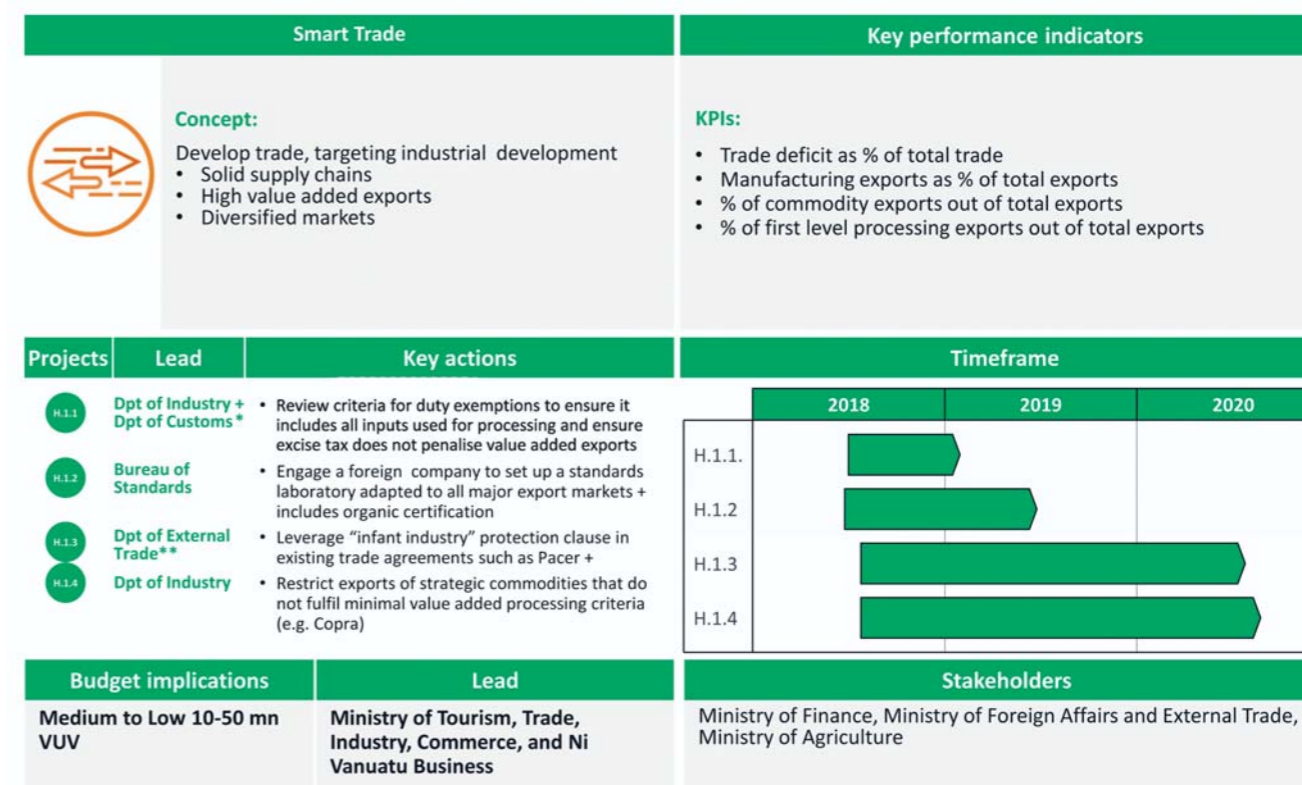 Smart Trade
Key performance indicators
Concept:
Develop trade, targeting industrial development
• Solid supply chains
• High value added exports
• Diversified markets
KPIs:
• Trade deficit as % of total trade
• Manufacturing exports as % of total exports
• % of commodity exports out of total exports
• % of first level processing exports out of total exports
Projects
Lead
Key actions
H.1.1
Dpt of Industry +
Dpt of Customs *
• Review criteria for duty exemptions to ensure it
includes all inputs used for processing and ensure
excise tax does not penalise value added exports
H.1.2
Bureau of
Standards
• Engage a foreign company to set up a standards
laboratory adapted to all major export markets +
includes organic certification
H.1.3
Dpt of External
Trade**
• Leverage “infant industry” protection clause in
existing trade agreements such as Pacer +
H.1.4
Dpt of Industry
• Restrict exports of strategic commodities that do
not fulfil minimal value added processing criteria
(e.g. Copra)
Timeframe
2018 2019 2020
H.1.1.
H.1.2
H.1.3
H.1.4
Budget implications
Medium to Low 10-50 mn
VUV
Lead
Ministry of Tourism, Trade,
Industry, Commerce, and Ni
Vanuatu Business
Stakeholders
Ministry of Finance, Ministry of Foreign Affairs and External Trade,
Ministry of Agriculture